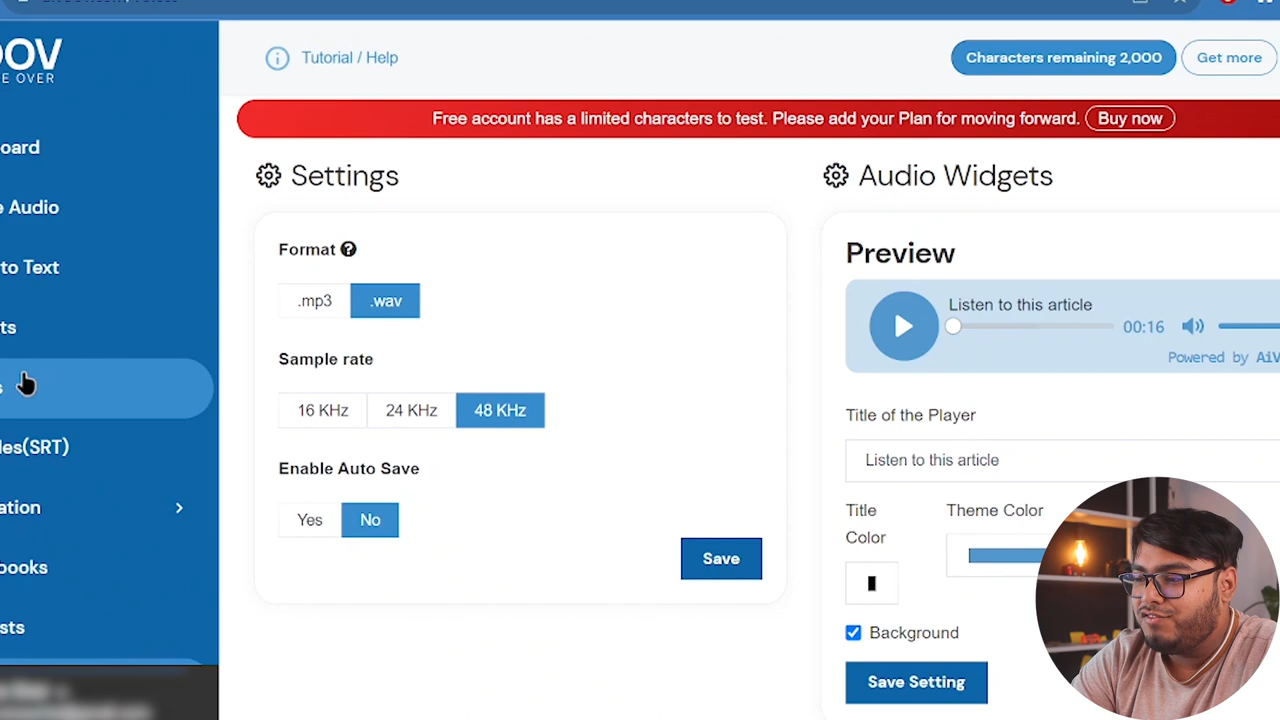 OOV
E OVER
Tutorial / Help
Characters remaining 2,000
Get more
Free account has a limited characters to test. Please add your Plan for moving forward.
Buy now
oard
e Audio
to Text
ts
s
les(SRT)
ation
ooks
sts
Settings
Format
.mp3
.wav
Sample rate
16 KHz
24 KHz
48 KHz
Enable Auto Save
Yes
No
Save
Audio Widgets
Preview
Listen to this article
00:16
Powered by AiV
Title of the Player
Listen to this article
Title
Color
Theme Color
Background
Save Setting